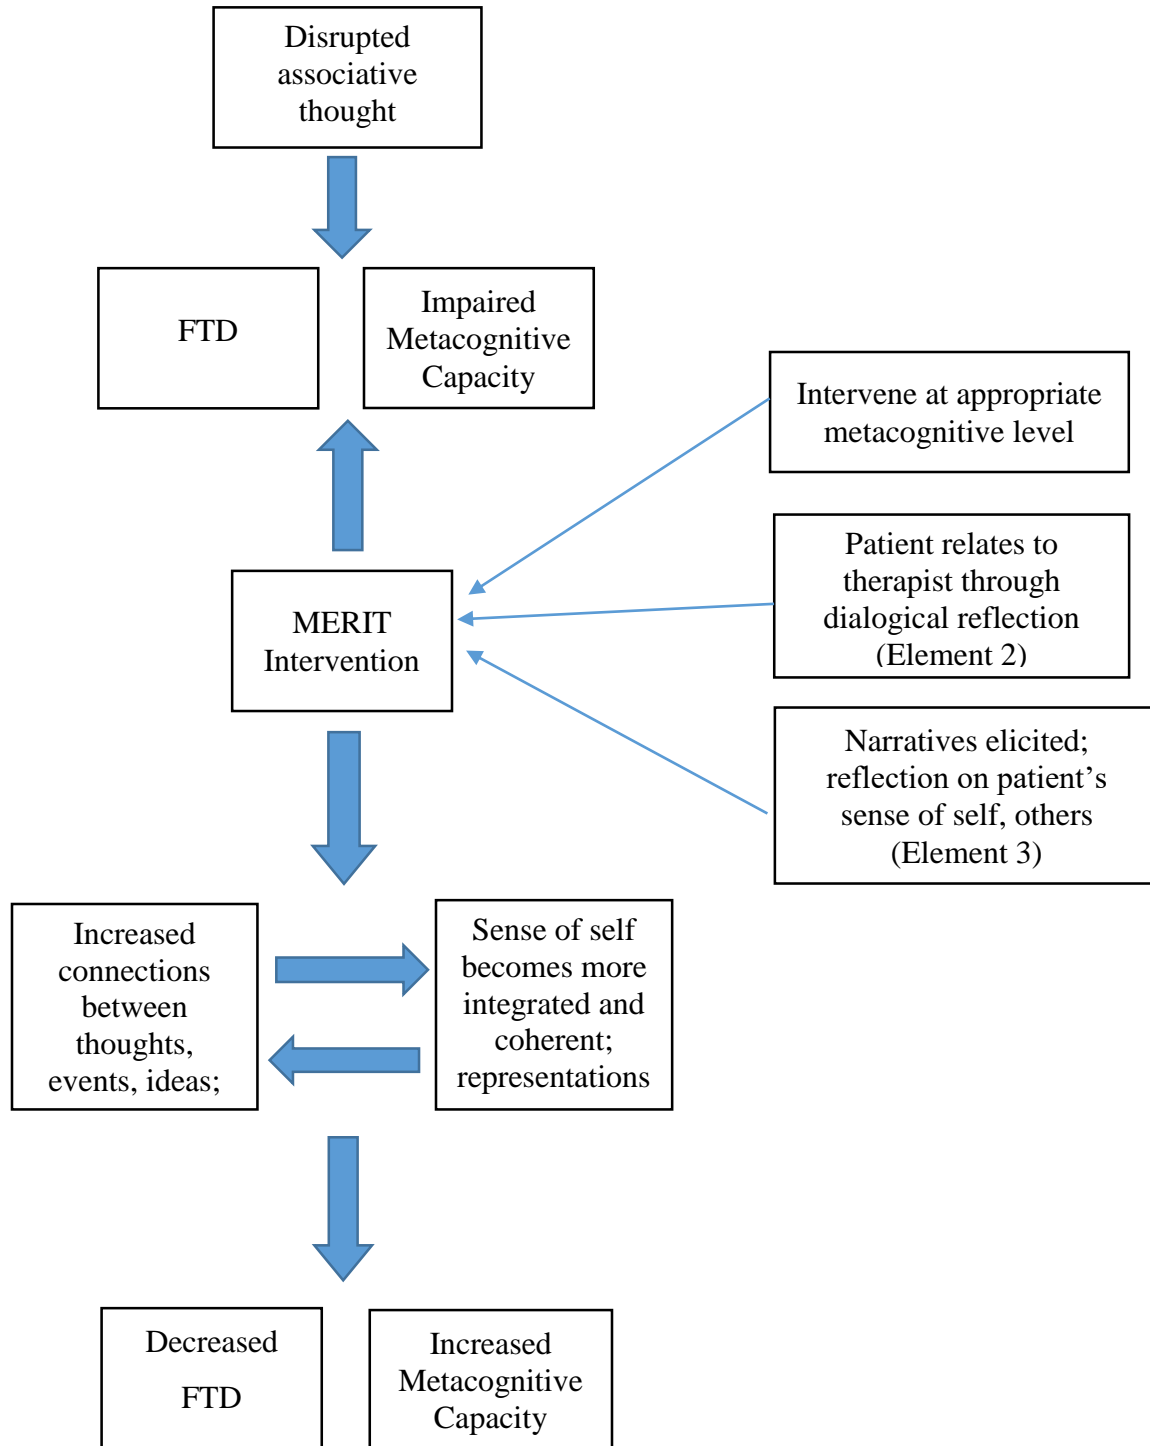 Disrupted
associative
thought
FTD
Impaired
Metacognitive
Capacity
Intervene at appropriate
metacognitive level
Patient relates to
therapist through
dialogical reflection
(Element 2)
MERIT
Intervention
Narratives elicited;
reflection on patient’s
sense of self, others
(Element 3)
Increased
connections
between
thoughts,
events, ideas;
Sense of self
becomes more
integrated and
coherent;
representations
Decreased
FTD
Increased
Metacognitive
Capacity